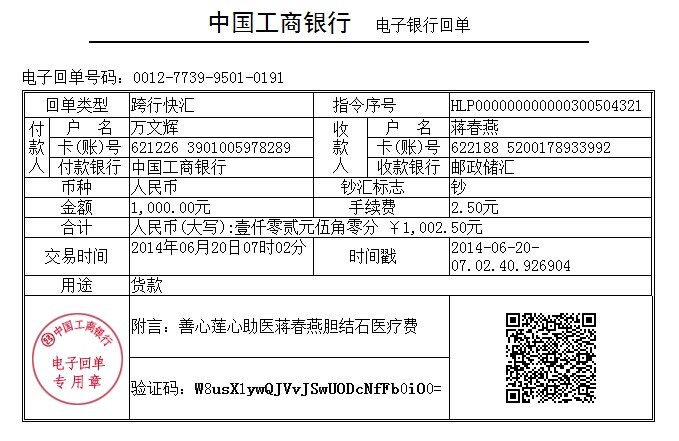 中国工商银行 电子银行回单
电子回单号码：0012-7739-9501-0191
回单类型 跨行快汇 指令序号 HLP000000000000300504321
付款人 户 名 万文辉 收款人 户 名 蒋春燕
卡(账)号 621226 3901005978289 卡(账)号 622188 5200178933992
付款银行 中国工商银行 收款银行 邮政储汇
币种 人民币 钞汇标志 钞
金额 1,000.00元 手续费 2.50元
合计 人民币(大写):壹仟零贰元伍角零分 ￥1,002.50元
交易时间 2014年06月20日07时02分 时间戳 2014-06-20-
07.02.40.926904
用途 货款
附言：善心莲心助医蒋春燕胆结石医疗费
中国工商银行
电子回单
专用章
验证码：W8usX1ywQJVvJSwUODcNfFb0iO0=